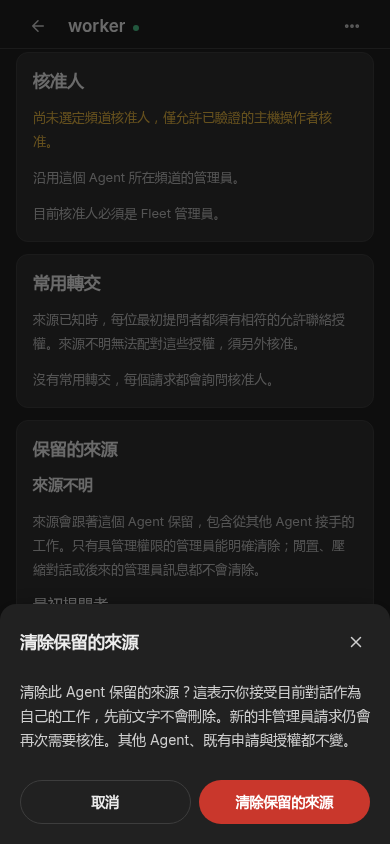 worker
核准人
尚未選定頻道核准人，僅允許已驗證的主機操作者核
准。
沿用這個 Agent 所在頻道的管理員。
目前核准人必須是 Fleet 管理員。
常用轉交
來源已知時，每位最初提問者都須有相符的允許聯絡授
權。來源不明無法配對這些授權，須另外核准。
沒有常用轉交，每個請求都會詢問核准人。
保留的來源
來源不明
來源會跟著這個 Agent 保留，包含從其他 Agent 接手的
工作。只有具管理權限的管理員能明確清除；閒置、壓
縮對話或後來的管理員訊息都不會清除。
最初提問者
清除保留的來源
清除此 Agent 保留的來源？這表示你接受目前對話作為
自己的工作，先前文字不會刪除。新的非管理員請求仍會
再次需要核准。其他 Agent、既有申請與授權都不變。
取消
清除保留的來源